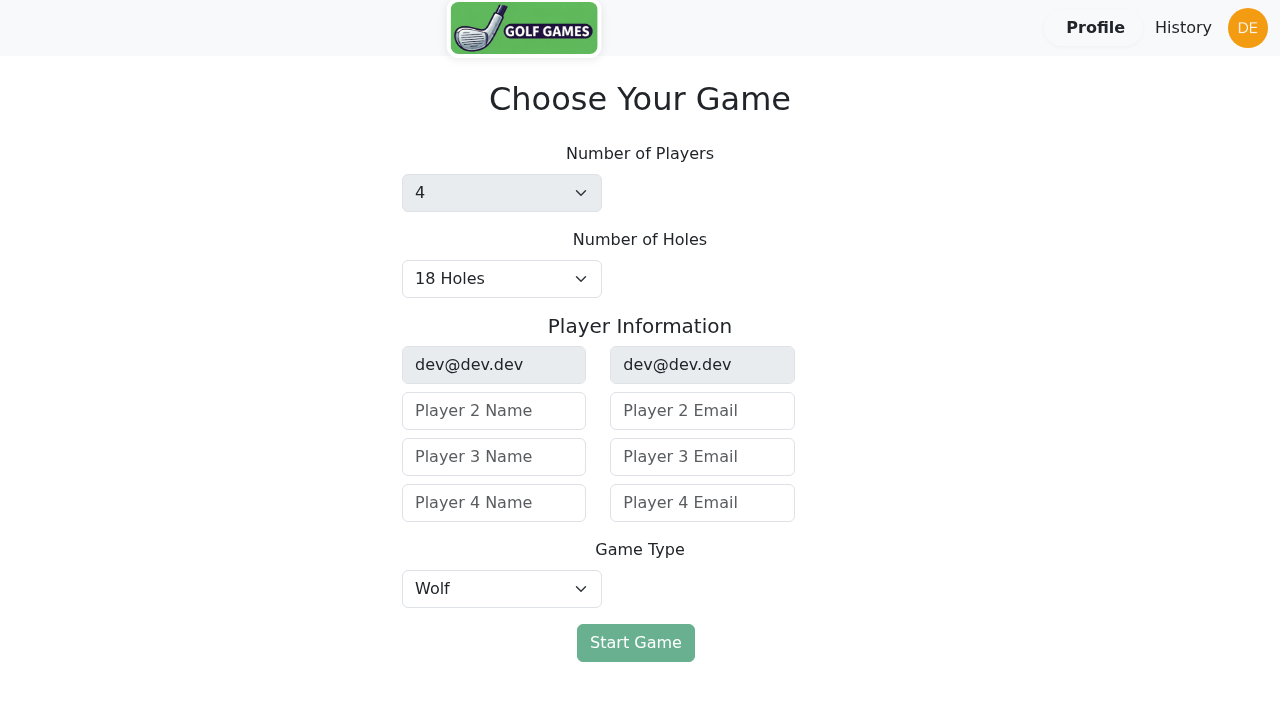 GOLF GAMES
Profile History DE
Choose Your Game
Number of Players
4
Number of Holes
18 Holes
Player Information
dev@dev.dev dev@dev.dev
Player 2 Name Player 2 Email
Player 3 Name Player 3 Email
Player 4 Name Player 4 Email
Game Type
Wolf
Start Game